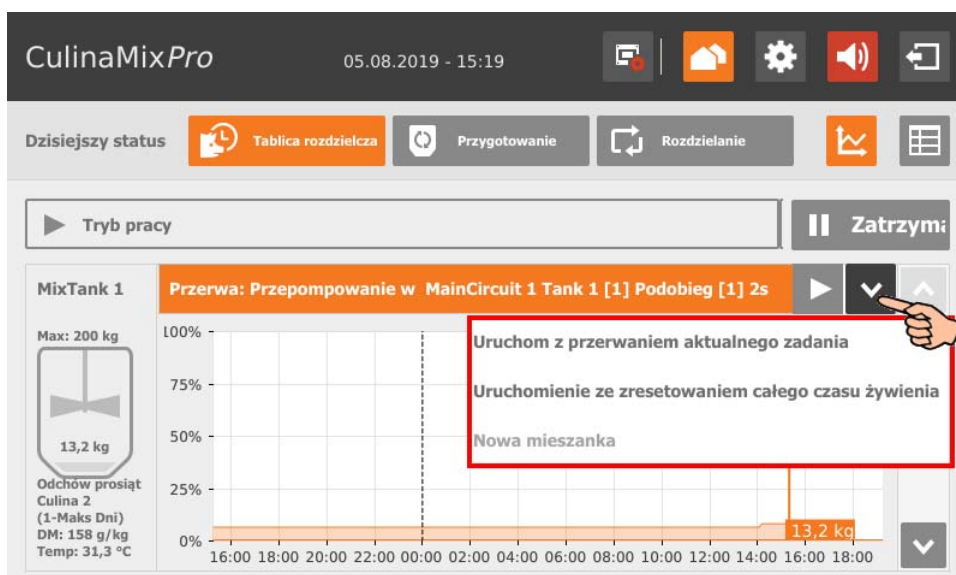 CulinaMixPro
05.08.2019 - 15:19
Dzisiejszy status
Tablica rozdzielcza
Przygotowanie
Rozdzielanie
Tryb pracy
Zatrzyma
MixTank 1
Przerwa: Przepompowanie w MainCircuit 1 Tank 1 [1] Podobieg [1] 2s
Max: 200 kg
13,2 kg
Odchów prosiąt
Culina 2
(1-Maks Dni)
DM: 158 g/kg
Temp: 31,3 °C
100%
75%
50%
25%
0%
Uruchom z przerwaniem aktualnego zadania
Uruchomienie ze zresetowaniem całego czasu żywienia
Nowa mieszanka
13,2 kg
16:00 18:00 20:00 22:00 00:00 02:00 04:00 06:00 08:00 10:00 12:00 14:00 16:00 18:00